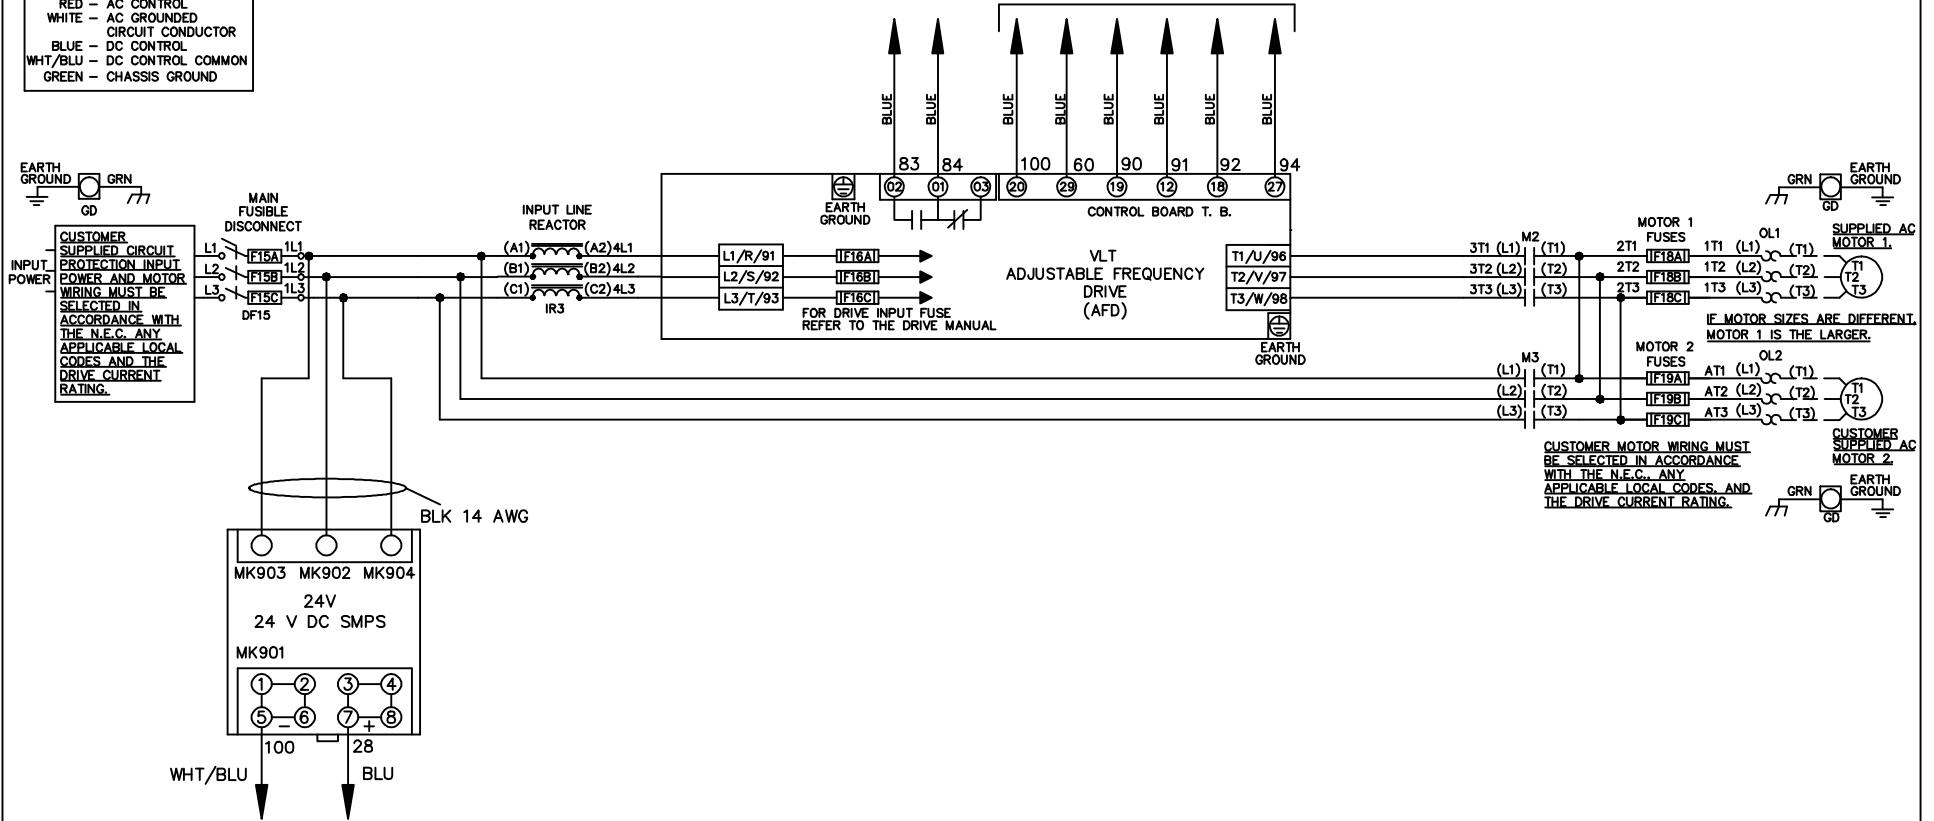 RED – AC CONTROL
WHITE – AC GROUNDED
CIRCUIT CONDUCTOR
BLUE – DC CONTROL
WHT/BLU – DC CONTROL COMMON
GREEN – CHASSIS GROUND
BLUE BLUE BLUE BLUE BLUE BLUE BLUE BLUE
83 84 100 60 90 91 92 94
02 01 03 20 29 19 12 18 27
EARTH
GROUND
CONTROL BOARD T. B.
EARTH
GROUND GRN
GD
MAIN
FUSIBLE
DISCONNECT
INPUT
POWER
CUSTOMER
SUPPLIED CIRCUIT
PROTECTION INPUT
POWER AND MOTOR
WIRING MUST BE
SELECTED IN
ACCORDANCE WITH
THE N.E.C. ANY
APPLICABLE LOCAL
CODES AND THE
DRIVE CURRENT
RATING.
L1 F15A 1L1
L2 F15B 1L2
L3 F15C 1L3
DF15
INPUT LINE
REACTOR
(A1) (A2) 4L1
(B1) (B2) 4L2
(C1) (C2) 4L3
IR3
L1/R/91 F16A
L2/S/92 F16B
L3/T/93 F16C
FOR DRIVE INPUT FUSE
REFER TO THE DRIVE MANUAL
VLT
ADJUSTABLE FREQUENCY
DRIVE
(AFD)
T1/U/96
T2/V/97
T3/W/98
EARTH
GROUND
M2
3T1 (L1) (T1)
3T2 (L2) (T2)
3T3 (L3) (T3)
MOTOR 1
FUSES
2T1 F18A 1T1 (L1) (T1)
2T2 F18B 1T2 (L2) (T2)
2T3 F18C 1T3 (L3) (T3)
OL1
GRN EARTH
GROUND
GD
SUPPLIED AC
MOTOR 1.
T1
T2
T3
IF MOTOR SIZES ARE DIFFERENT,
MOTOR 1 IS THE LARGER.
M3
(L1) (T1)
(L2) (T2)
(L3) (T3)
MOTOR 2
FUSES
OL2
F19A AT1 (L1) (T1)
F19B AT2 (L2) (T2)
F19C AT3 (L3) (T3)
T1
T2
T3
CUSTOMER
SUPPLIED AC
MOTOR 2.
CUSTOMER MOTOR WIRING MUST
BE SELECTED IN ACCORDANCE
WITH THE N.E.C., ANY
APPLICABLE LOCAL CODES, AND
THE DRIVE CURRENT RATING.
GRN EARTH
GROUND
GD
BLK 14 AWG
MK903 MK902 MK904
24V
24 V DC SMPS
MK901
1 2 3 4
5 – 6 7 + 8
100 28
WHT/BLU BLU